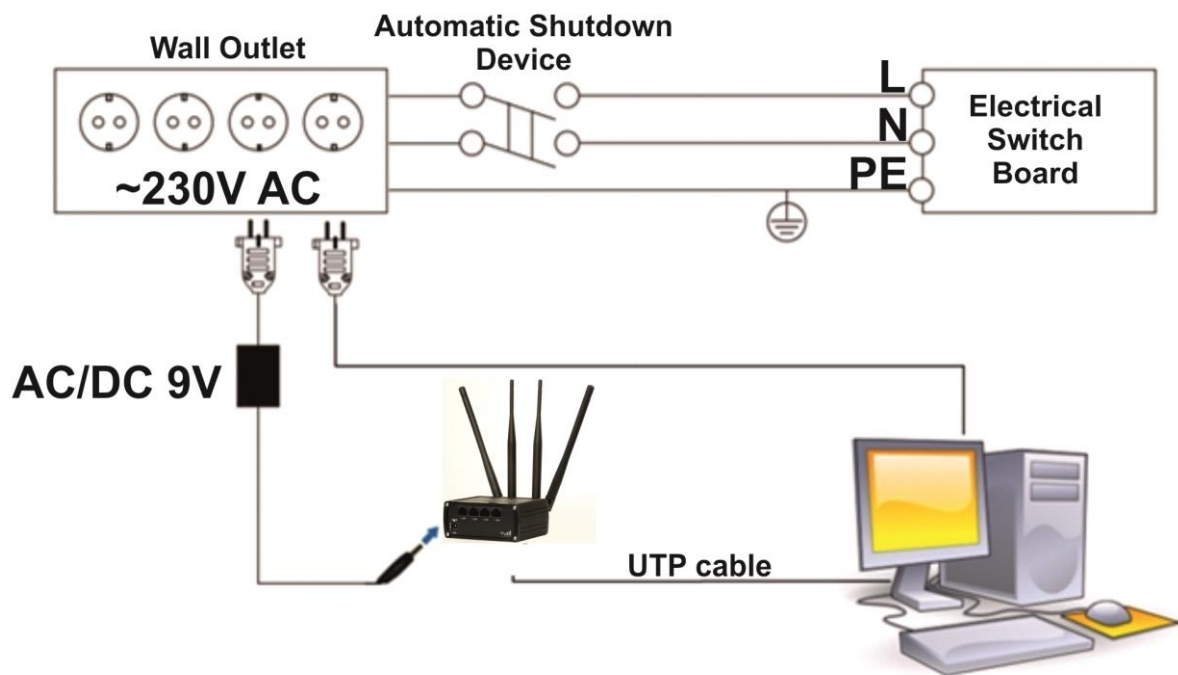 Wall Outlet
Automatic Shutdown
Device
~230V AC
L
N
PE
Electrical
Switch
Board
AC/DC 9V
UTP cable